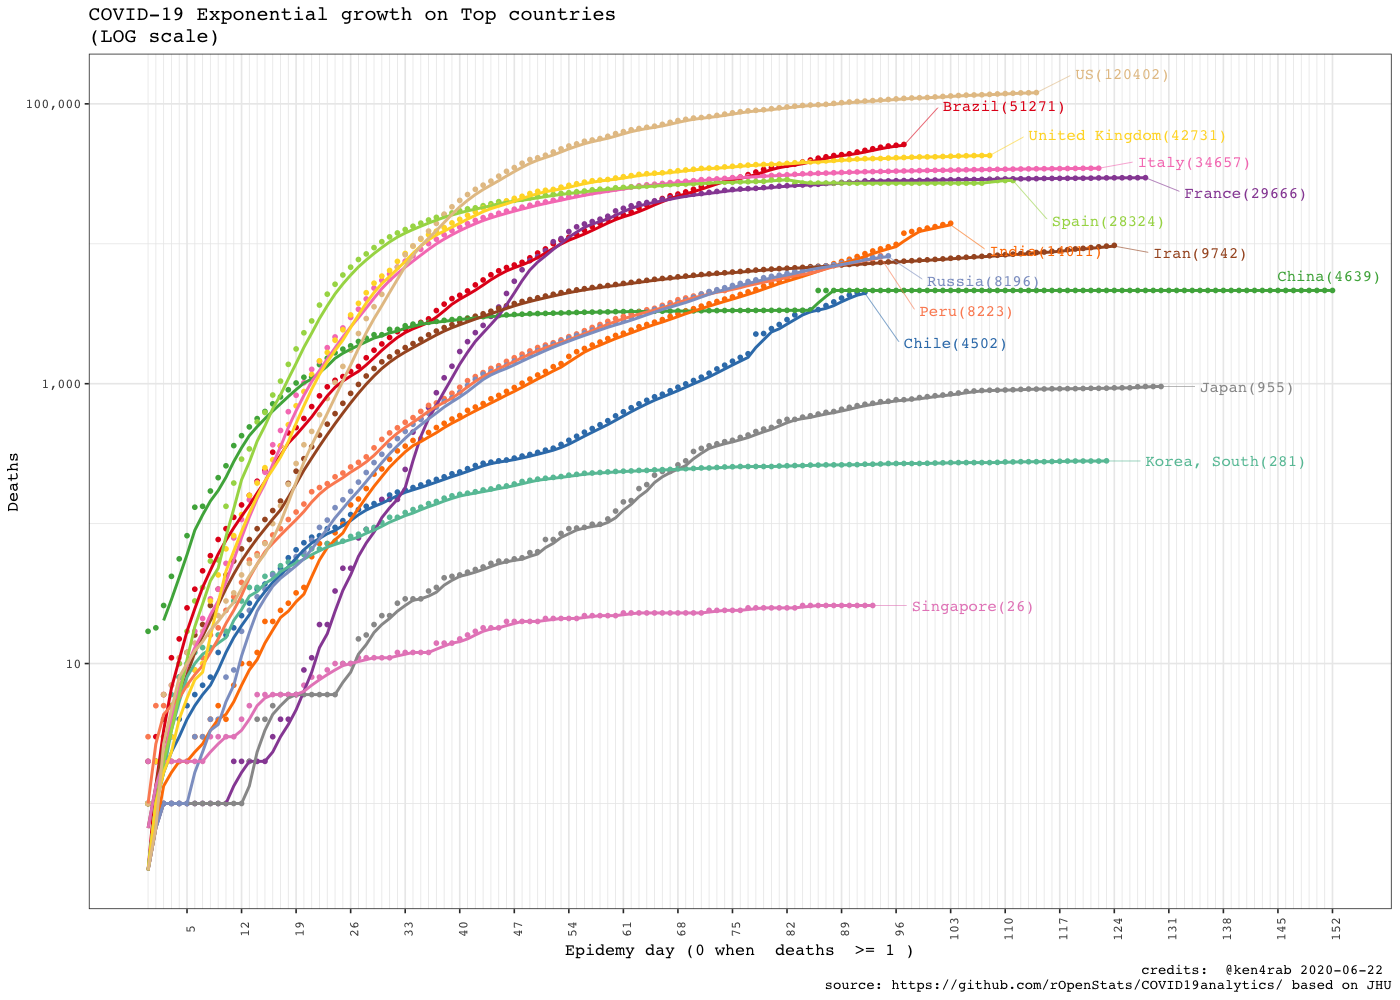 COVID-19 Exponential growth on Top countries
(LOG scale)
US(120402)
100,000
Brazil(51271)
United Kingdom(42731)
Italy(34657)
France(29666)
Spain(28324)
India(14011)
Iran(9742)
China(4639)
Russia(8196)
Peru(8223)
Chile(4502)
1,000
Japan(955)
Korea, South(281)
Deaths
Singapore(26)
10
5 12 19 26 33 40 47 54 61 68 75 82 89 96 103 110 117 124 131 138 145 152
Epidemy day (0 when deaths >= 1 )
credits: @ken4rab 2020-06-22
source: https://github.com/rOpenStats/COVID19analytics/ based on JHU